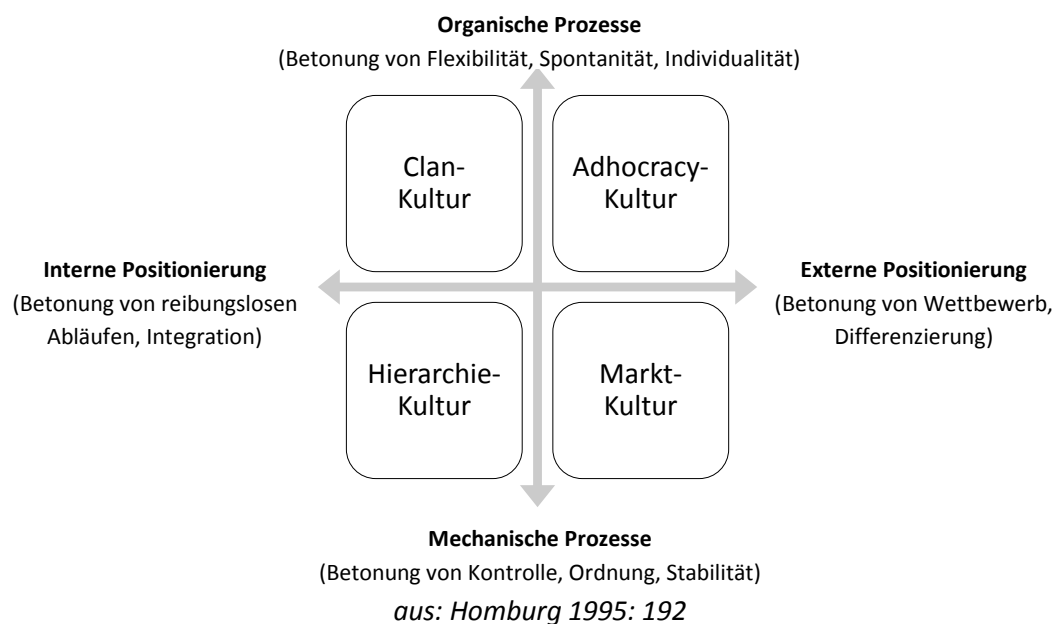 Organische Prozesse
(Betonung von Flexibilität, Spontanität, Individualität)
Clan-
Kultur
Adhocracy-
Kultur
Interne Positionierung
(Betonung von reibungslosen
Abläufen, Integration)
Externe Positionierung
(Betonung von Wettbewerb,
Differenzierung)
Hierarchie-
Kultur
Markt-
Kultur
Mechanische Prozesse
(Betonung von Kontrolle, Ordnung, Stabilität)
aus: Homburg 1995: 192